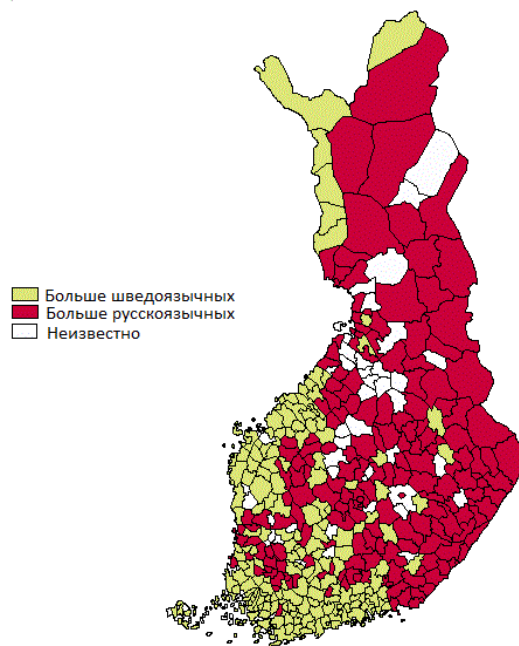 Больше шведоязычных
Больше русскоязычных
Неизвестно